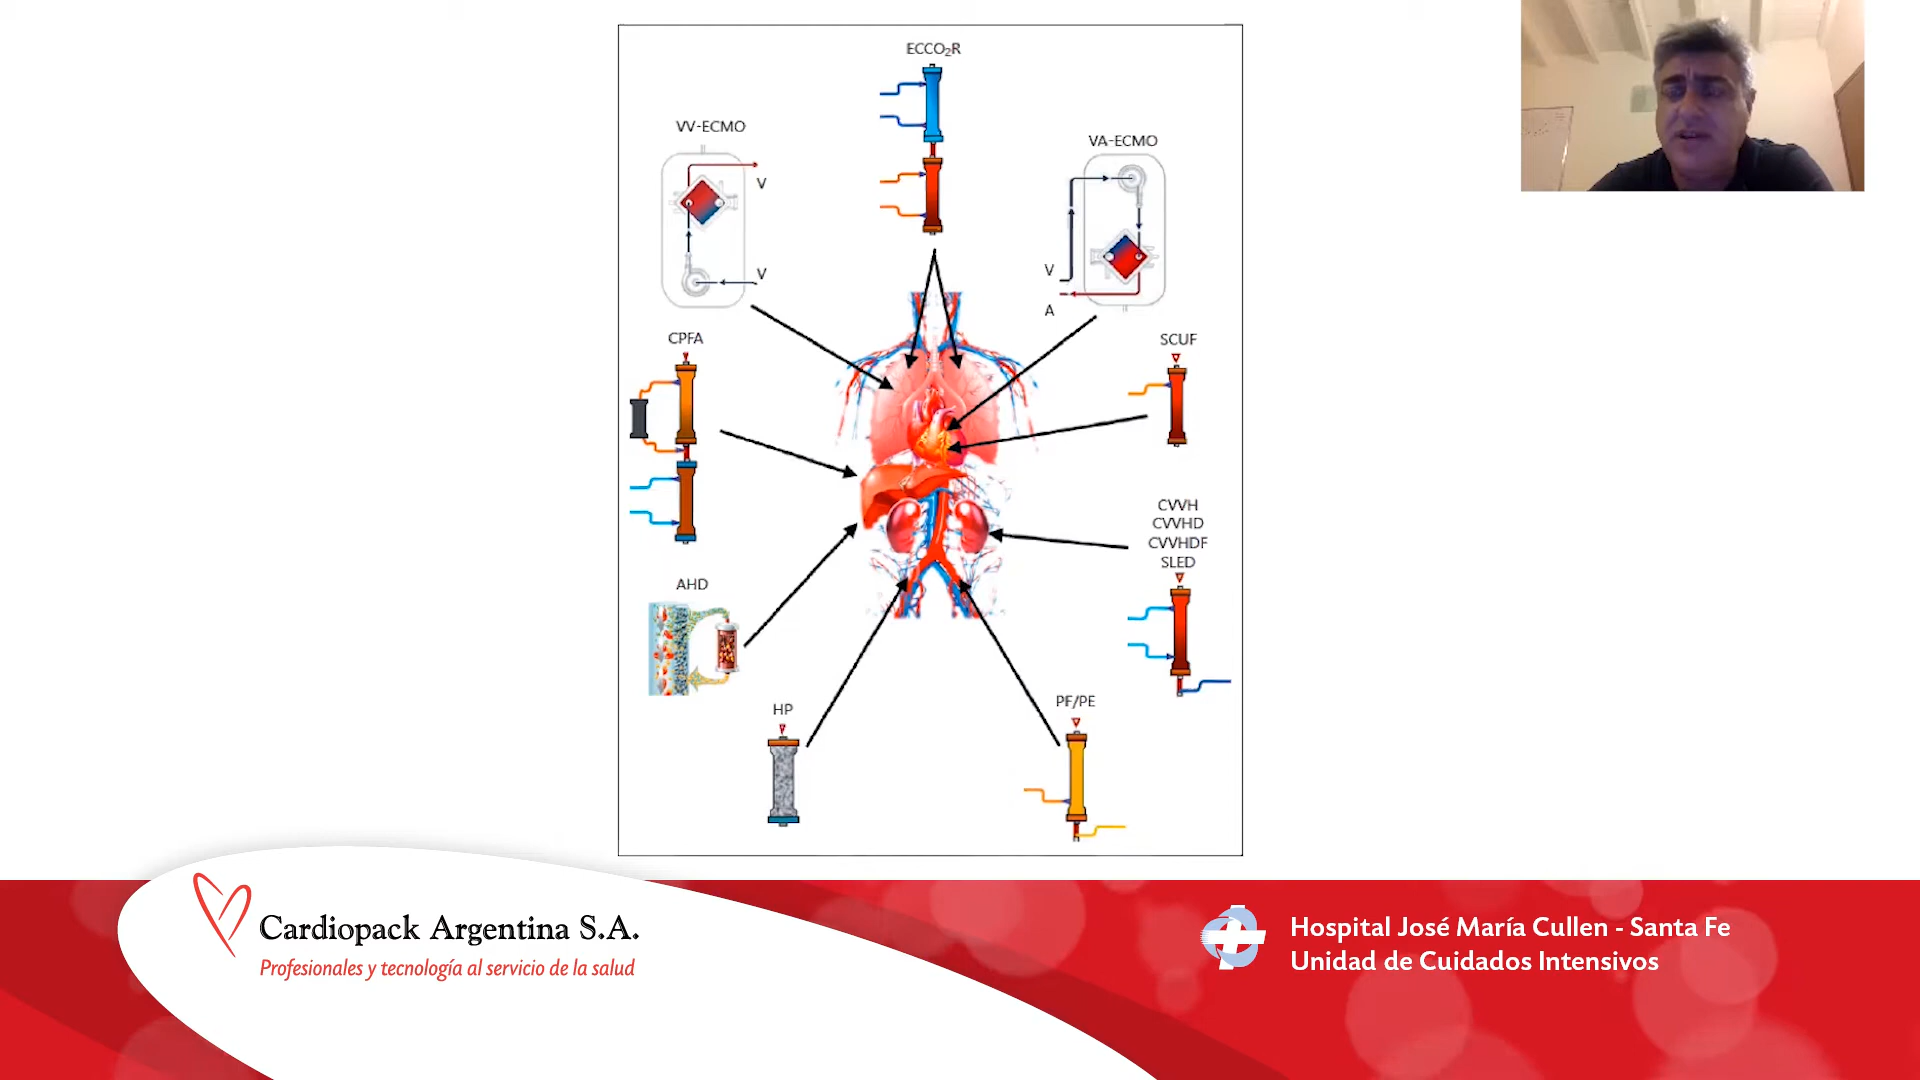 ECCO₂R
VV-ECMO
VA-ECMO
V
V
V
A
CPFA
SCUF
CVVH
CVVHD
CVVHDF
SLED
AHD
HP
PF/PE
Cardiopack Argentina S.A.
Profesionales y tecnología al servicio de la salud
Hospital José María Cullen - Santa Fe
Unidad de Cuidados Intensivos